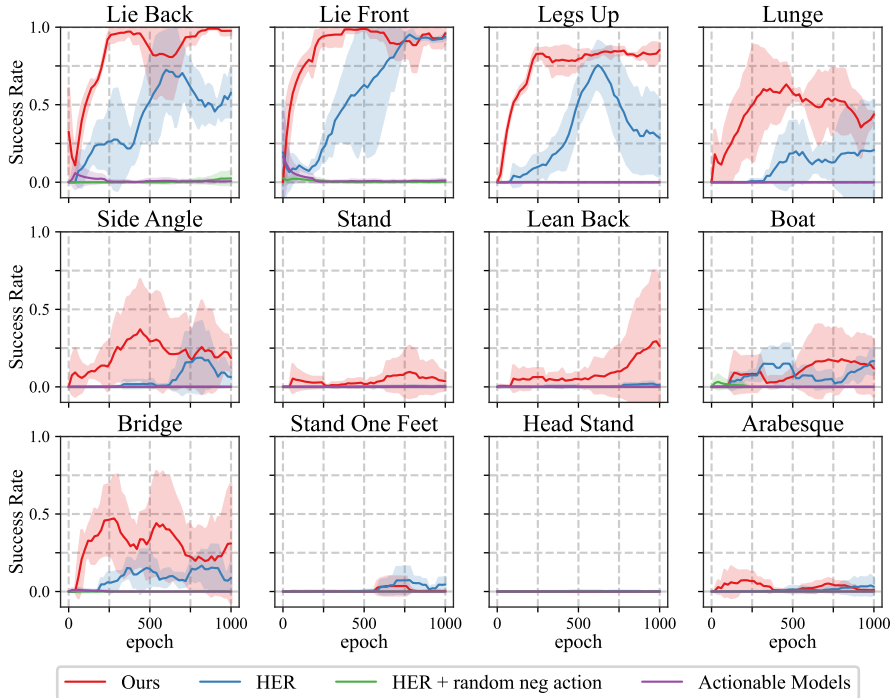 Lie Back Lie Front Legs Up Lunge
Success Rate
1.0
0.5
0.0
Side Angle Stand Lean Back Boat
Success Rate
1.0
0.5
0.0
Bridge Stand One Feet Head Stand Arabesque
Success Rate
1.0
0.5
0.0
0 500 1000 0 500 1000 0 500 1000 0 500 1000
epoch epoch epoch epoch
Ours HER HER + random neg action Actionable Models